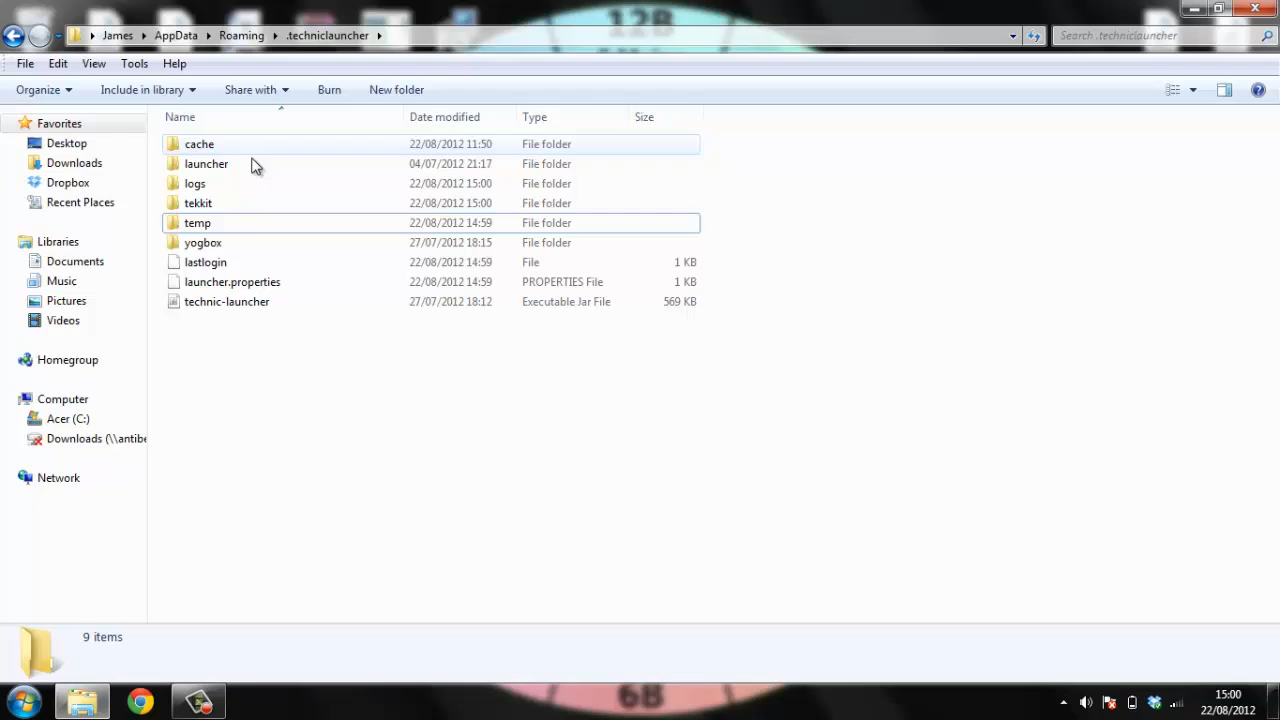 12B
James AppData Roaming .techniclauncher Search .techniclauncher
File Edit View Tools Help
Organize Include in library Share with Burn New folder
Name Date modified Type Size
Favorites
Desktop
Downloads
Dropbox
Recent Places
Libraries
Documents
Music
Pictures
Videos
Homegroup
Computer
Acer (C:)
Downloads (\\antibe
Network
cache 22/08/2012 11:50 File folder
launcher 04/07/2012 21:17 File folder
logs 22/08/2012 15:00 File folder
tekkit 22/08/2012 15:00 File folder
temp 22/08/2012 14:59 File folder
yogbox 27/07/2012 18:15 File folder
lastlogin 22/08/2012 14:59 File 1 KB
launcher.properties 22/08/2012 14:59 PROPERTIES File 1 KB
technic-launcher 27/07/2012 18:12 Executable Jar File 569 KB
9 items
6B
15:00
22/08/2012